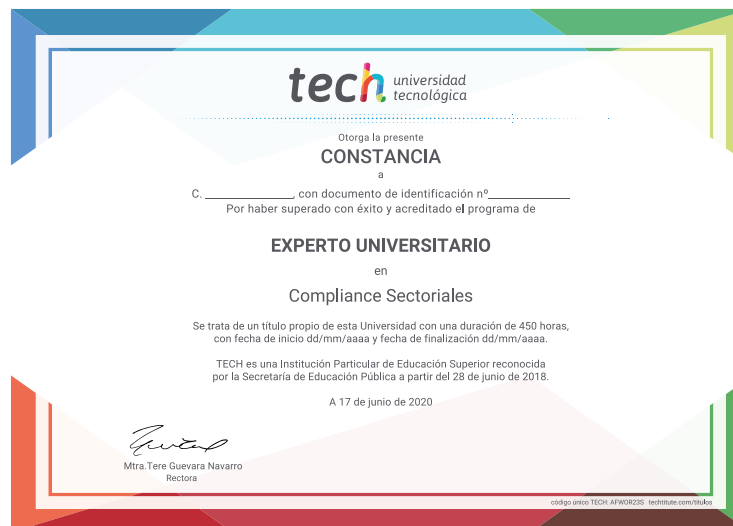 tech universidad
tecnológica
Otorga la presente
CONSTANCIA
a
C. ______________, con documento de identificación nº______________
Por haber superado con éxito y acreditado el programa de
EXPERTO UNIVERSITARIO
en
Compliance Sectoriales
Se trata de un título propio de esta Universidad con una duración de 450 horas,
con fecha de inicio dd/mm/aaaa y fecha de finalización dd/mm/aaaa.
TECH es una Institución Particular de Educación Superior reconocida
por la Secretaría de Educación Pública a partir del 28 de junio de 2018.
A 17 de junio de 2020
Mtra.Tere Guevara Navarro
Rectora
código único TECH: AFWOR23S techtitute.com/titulos